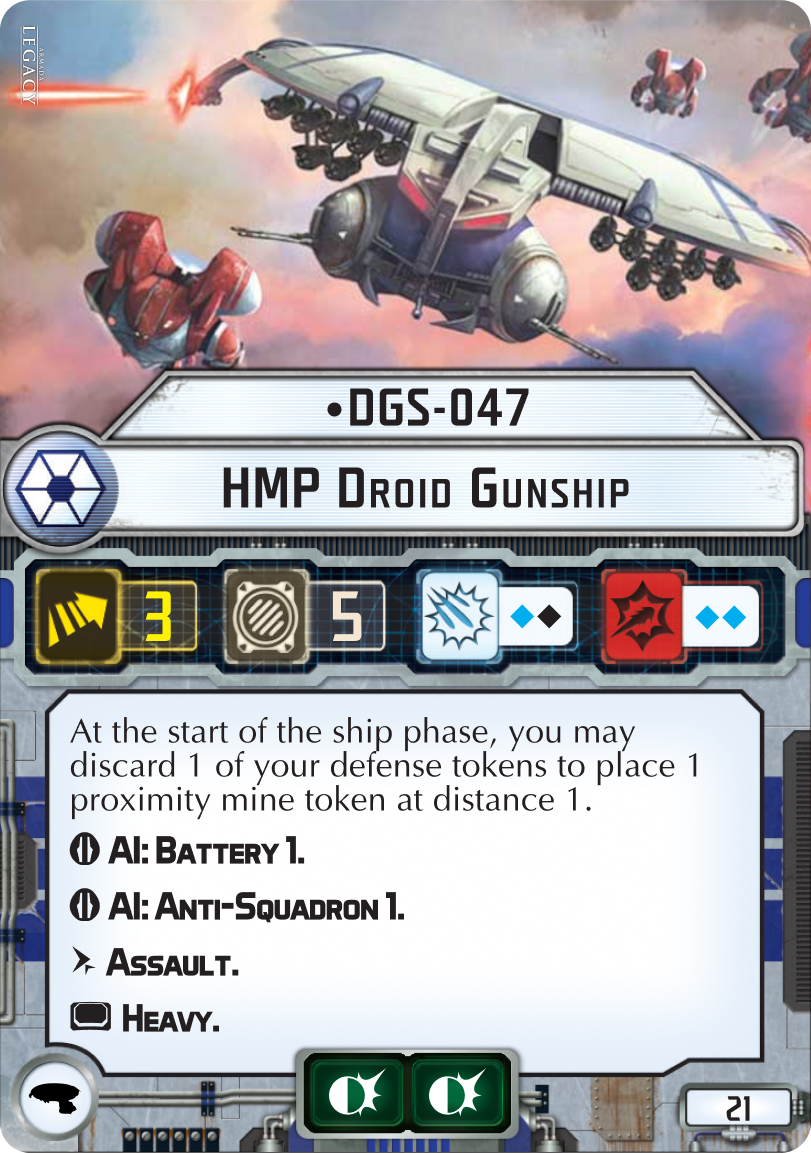 ARMADA
LEGACY
•DGS-047
HMP Droid Gunship
3
5
At the start of the ship phase, you may
discard 1 of your defense tokens to place 1
proximity mine token at distance 1.
AI: Battery 1.
AI: Anti-Squadron 1.
Assault.
Heavy.
21